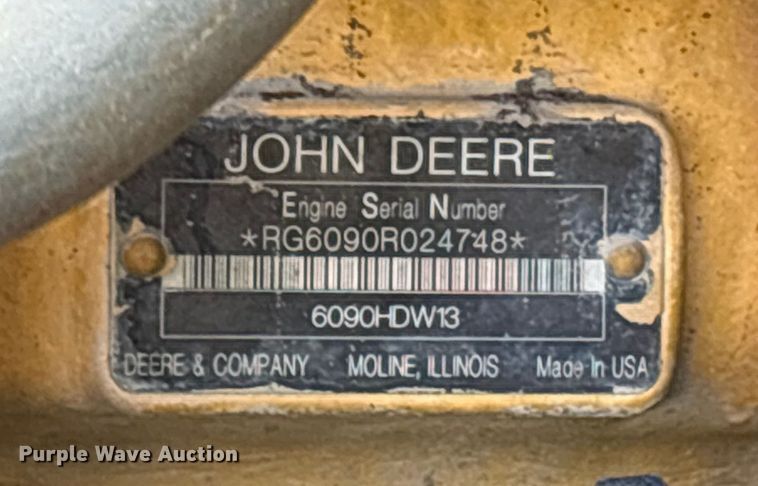 JOHN DEERE
Engine Serial Number
*RG6090R024748*
6090HDW13
DEERE & COMPANY MOLINE, ILLINOIS Made In USA
Purple Wave Auction